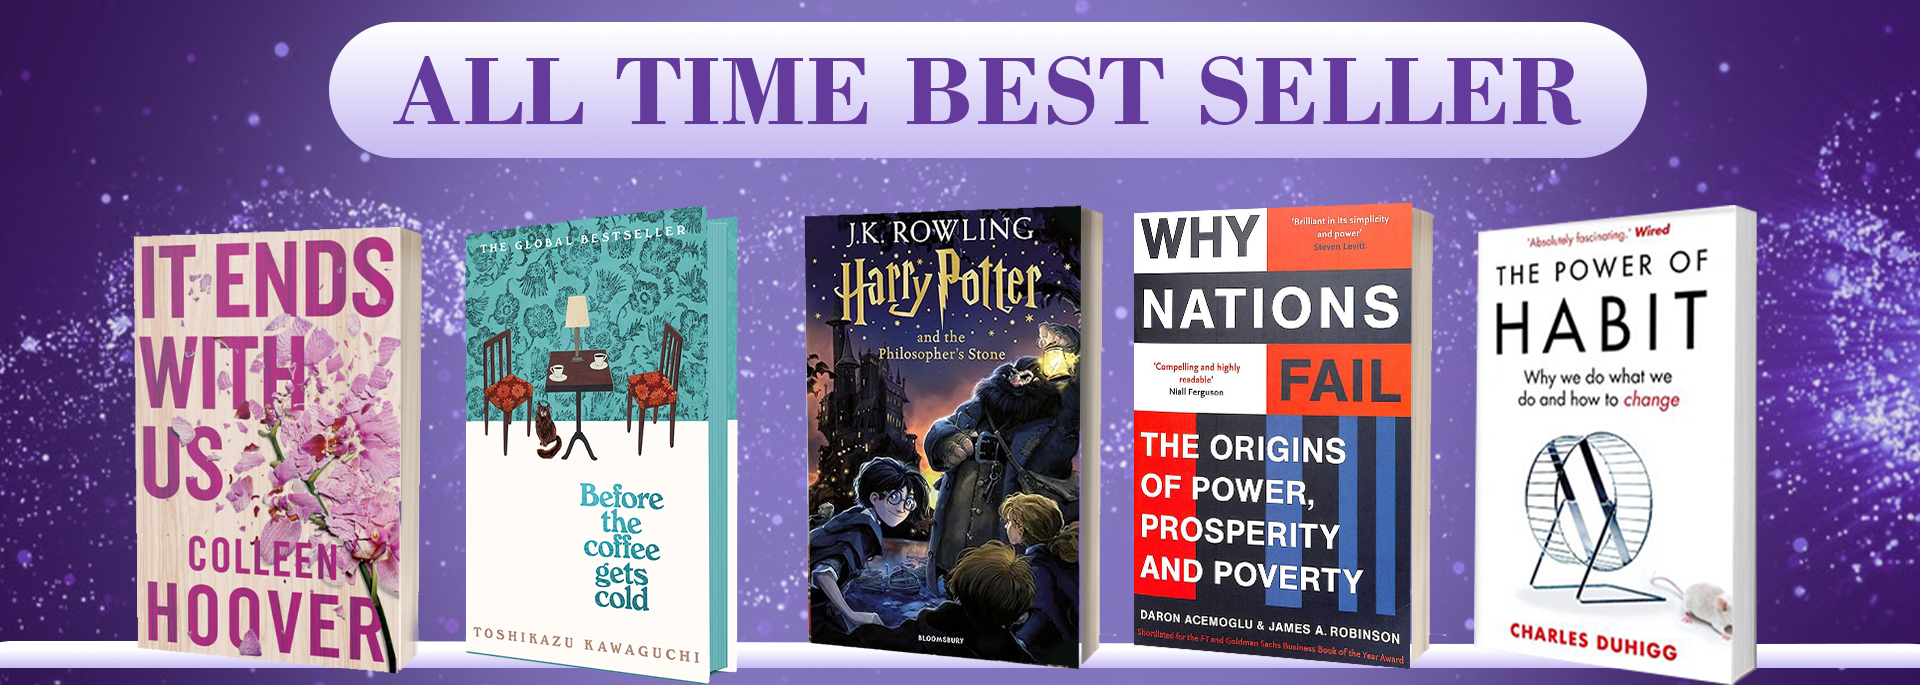 ALL TIME BEST SELLER
IT ENDS
WITH
US
COLLEEN
HOOVER
THE GLOBAL BESTSELLER
Before
the
coffee
gets
cold
TOSHIKAZU KAWAGUCHI
J.K. ROWLING
Harry Potter
and the
Philosopher's Stone
BLOOMSBURY
WHY
'Brilliant in its simplicity
and power'
Steven Levitt
NATIONS
'Compelling and highly
readable'
Niall Ferguson
FAIL
THE ORIGINS
OF POWER,
PROSPERITY
AND POVERTY
DARON ACEMOGLU & JAMES A. ROBINSON
Shortlisted for the FT and Goldman Sachs Business Book of the Year Award
'Absolutely fascinating.' Wired
THE POWER OF
HABIT
Why we do what we
do and how to change
CHARLES DUHIGG